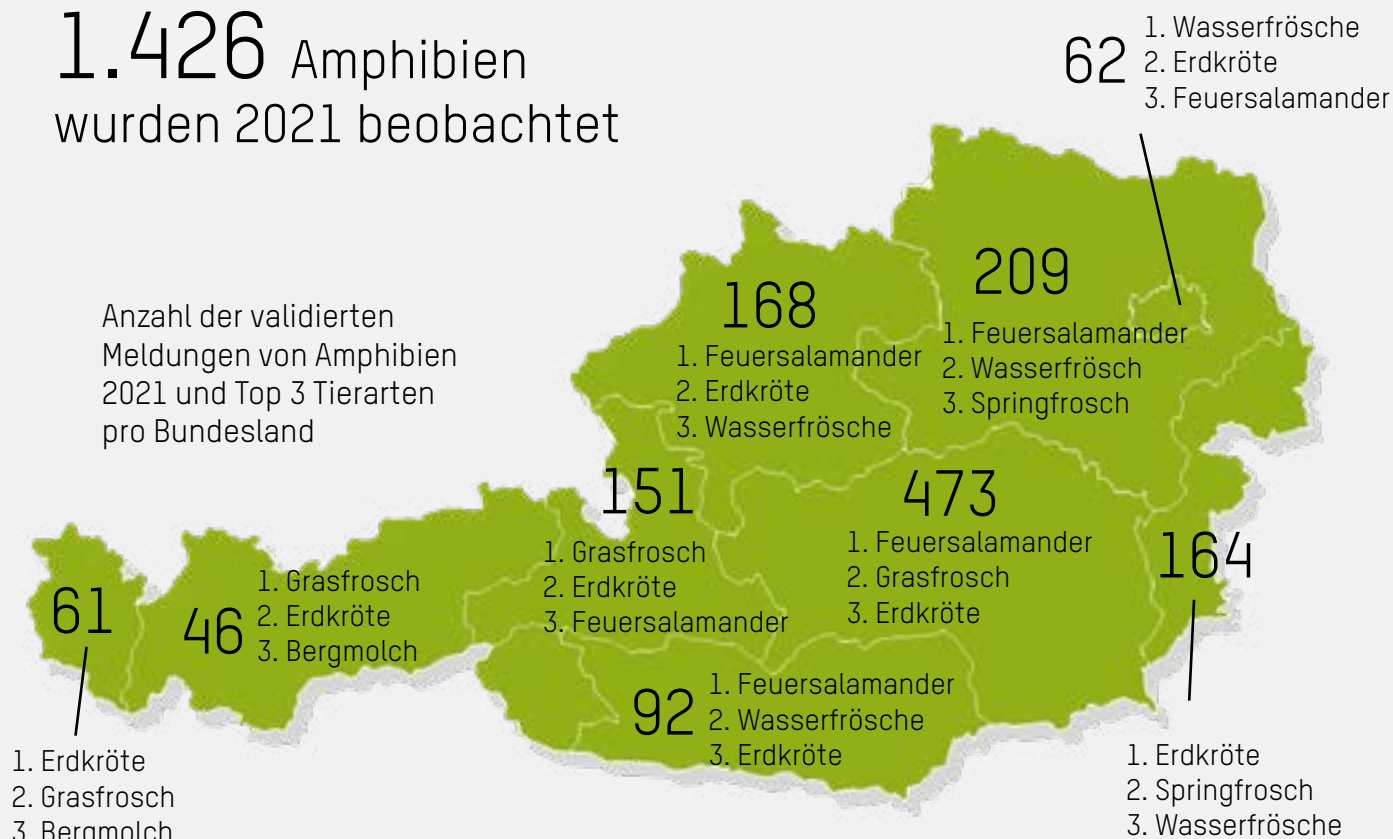 1.426 Amphibien
wurden 2021 beobachtet
62
1. Wasserfrösche
2. Erdkröte
3. Feuersalamander
Anzahl der validierten
Meldungen von Amphibien
2021 und Top 3 Tierarten
pro Bundesland
168
1. Feuersalamander
2. Erdkröte
3. Wasserfrösche
209
1. Feuersalamander
2. Wasserfrösch
3. Springfrosch
151
1. Grasfrosch
2. Erdkröte
3. Feuersalamander
473
1. Feuersalamander
2. Grasfrosch
3. Erdkröte
164
1. Erdkröte
2. Springfrosch
3. Wasserfrösche
61
1. Erdkröte
2. Grasfrosch
3. Bergmolch
46
1. Grasfrosch
2. Erdkröte
3. Bergmolch
92
1. Feuersalamander
2. Wasserfrösche
3. Erdkröte